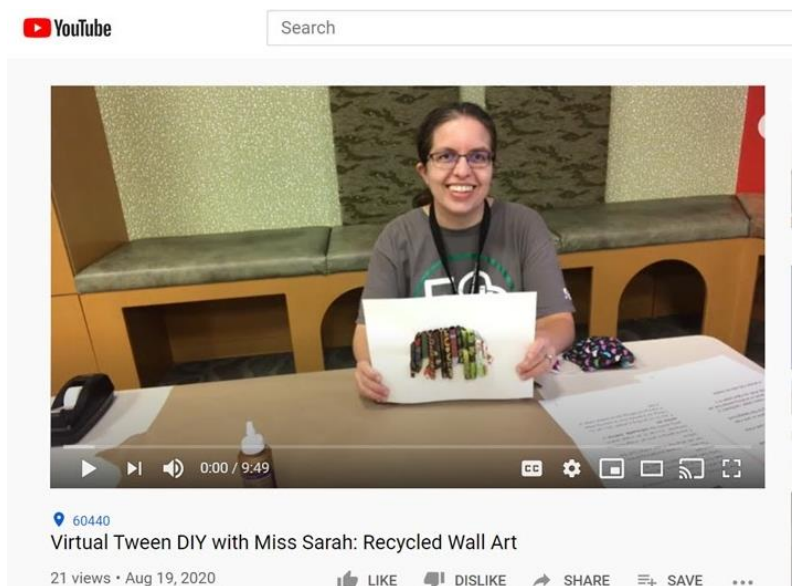 YouTube
Search
0:00 / 9:49
CC
60440
Virtual Tween DIY with Miss Sarah: Recycled Wall Art
21 views • Aug 19, 2020
LIKE DISLIKE SHARE SAVE